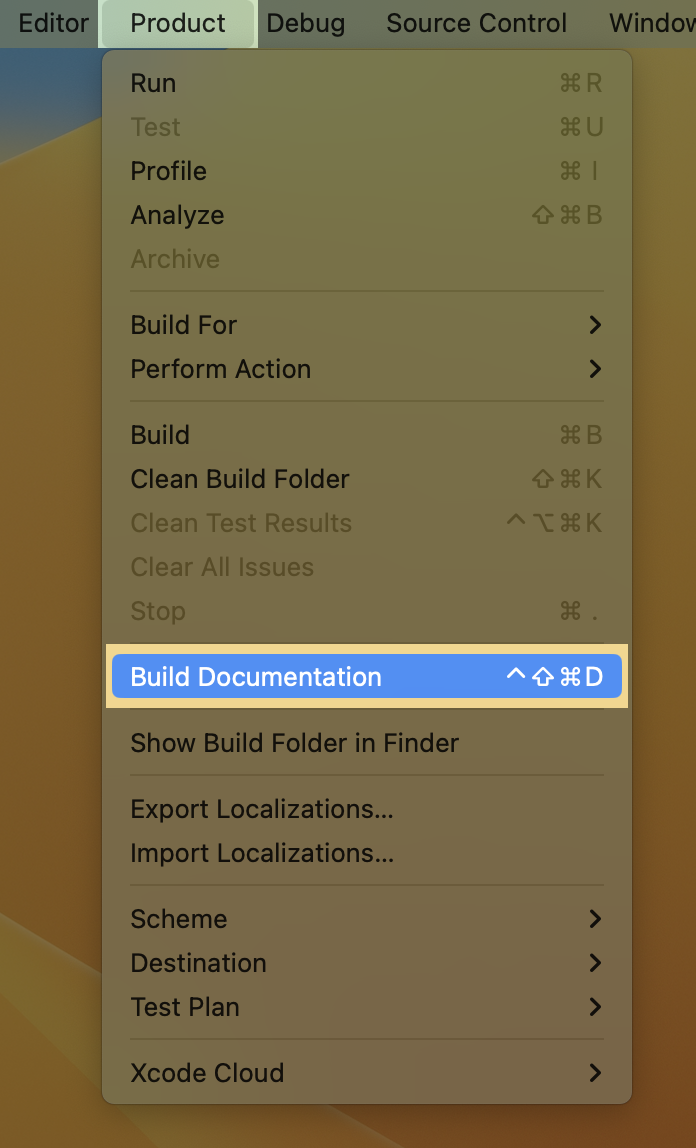 Editor Product Debug Source Control Window
Run ⌘R
Test ⌘U
Profile ⌘I
Analyze ⇧⌘B
Archive
Build For
Perform Action
Build ⌘B
Clean Build Folder ⇧⌘K
Clean Test Results ^⌥⌘K
Clear All Issues
Stop ⌘.
Build Documentation ^⇧⌘D
Show Build Folder in Finder
Export Localizations...
Import Localizations...
Scheme
Destination
Test Plan
Xcode Cloud